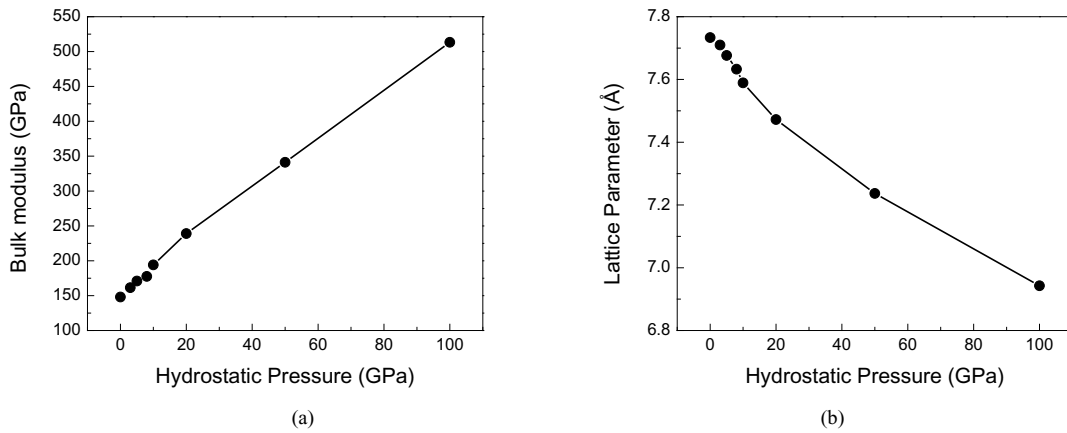 550
500
450
400
350
300
250
200
150
100
Bulk modulus (GPa)
0 20 40 60 80 100
Hydrostatic Pressure (GPa)
(a)
7.8
7.6
7.4
7.2
7.0
6.8
Lattice Parameter (Å)
0 20 40 60 80 100
Hydrostatic Pressure (GPa)
(b)